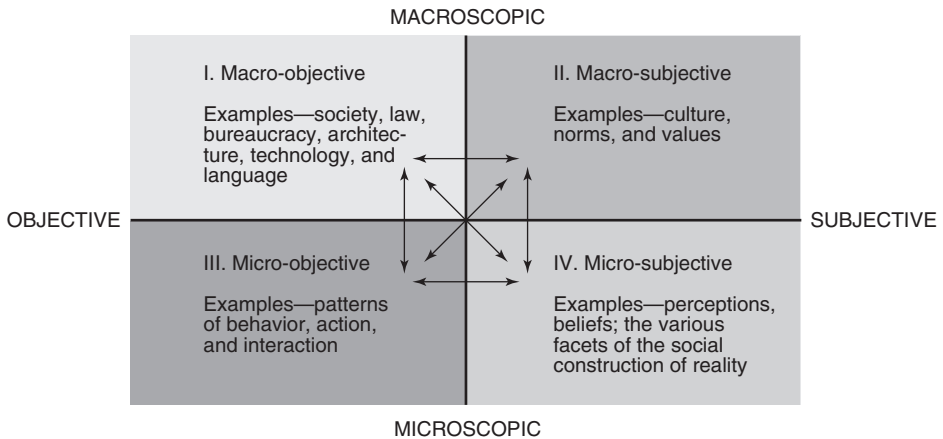 MACROSCOPIC
I. Macro-objective
Examples—society, law,
bureaucracy, architec-
ture, technology, and
language
II. Macro-subjective
Examples—culture,
norms, and values
OBJECTIVE
SUBJECTIVE
III. Micro-objective
Examples—patterns
of behavior, action,
and interaction
IV. Micro-subjective
Examples—perceptions,
beliefs; the various
facets of the social
construction of reality
MICROSCOPIC